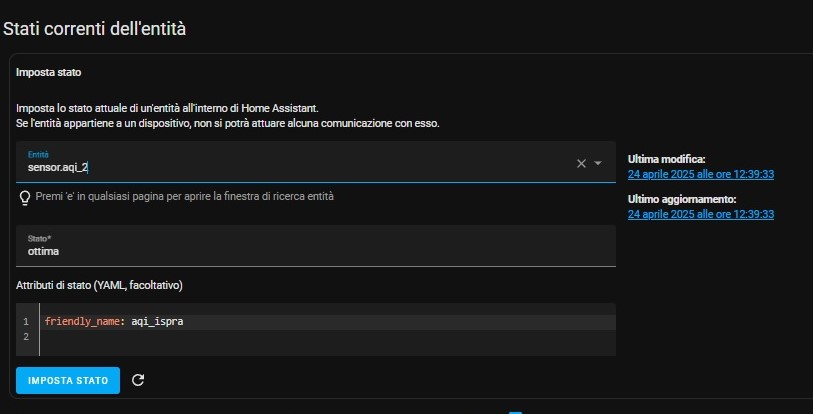 Stati correnti dell'entità
Imposta stato
Imposta lo stato attuale di un'entità all'interno di Home Assistant.
Se l'entità appartiene a un dispositivo, non si potrà attuare alcuna comunicazione con esso.
Entità
sensor.aqi_2
Premi 'e' in qualsiasi pagina per aprire la finestra di ricerca entità
Ultima modifica:
24 aprile 2025 alle ore 12:39:33
Ultimo aggiornamento:
24 aprile 2025 alle ore 12:39:33
Stato*
ottima
Attributi di stato (YAML, facoltativo)
1 friendly_name: aqi_ispra
2
IMPOSTA STATO